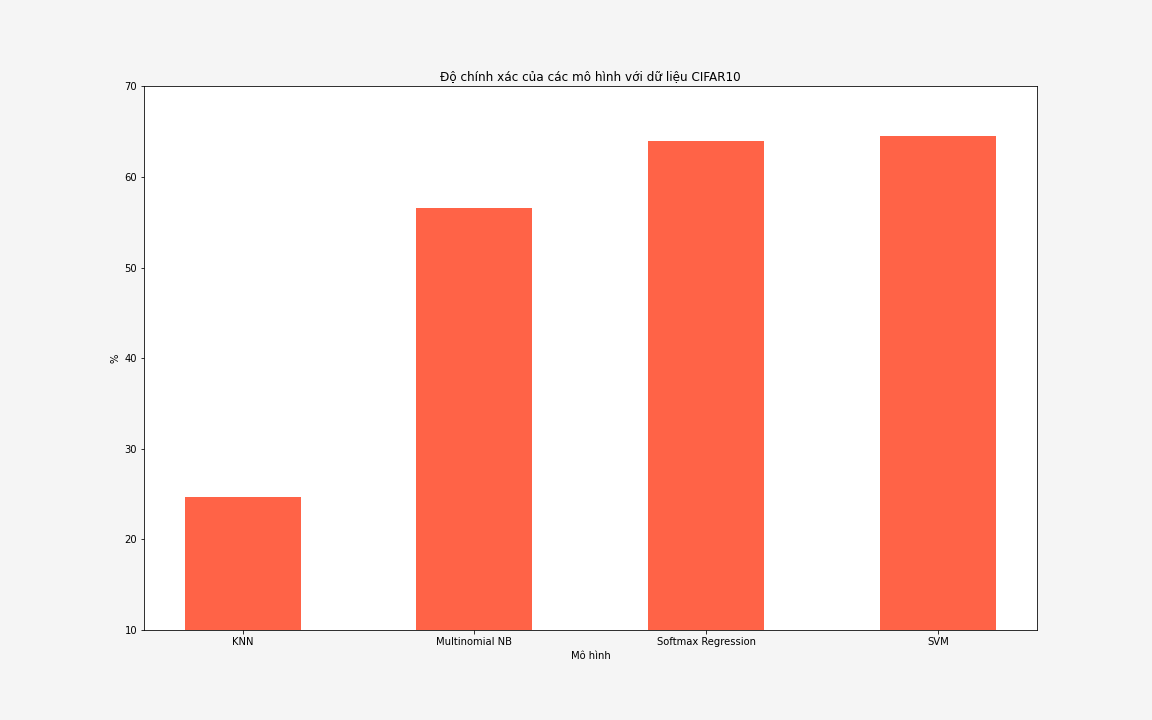 Độ chính xác của các mô hình với dữ liệu CIFAR10
70
60
50
40
30
20
10
%
KNN
Multinomial NB
Softmax Regression
SVM
Mô hình